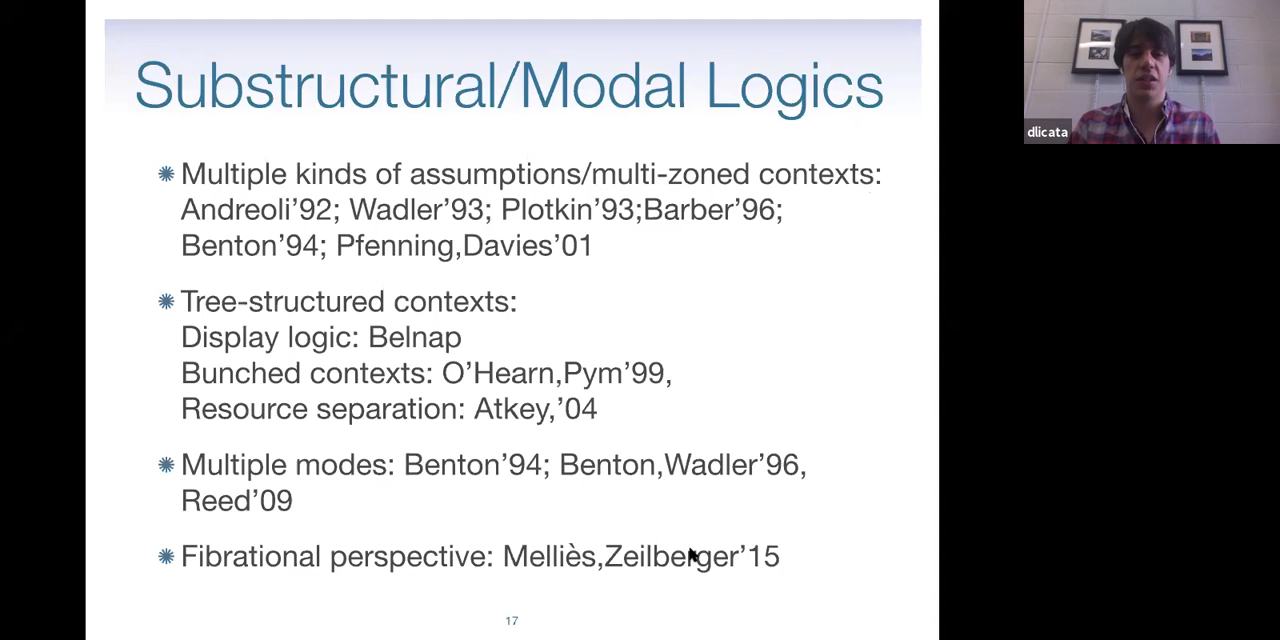 Substructural/Modal Logics
Multiple kinds of assumptions/multi-zoned contexts:
Andreoli’92; Wadler’93; Plotkin’93;Barber’96;
Benton’94; Pfenning,Davies’01
Tree-structured contexts:
Display logic: Belnap
Bunched contexts: O’Hearn,Pym’99,
Resource separation: Atkey,’04
Multiple modes: Benton’94; Benton,Wadler’96,
Reed’09
Fibrational perspective: Melliès,Zeilberger’15
17
dlicata